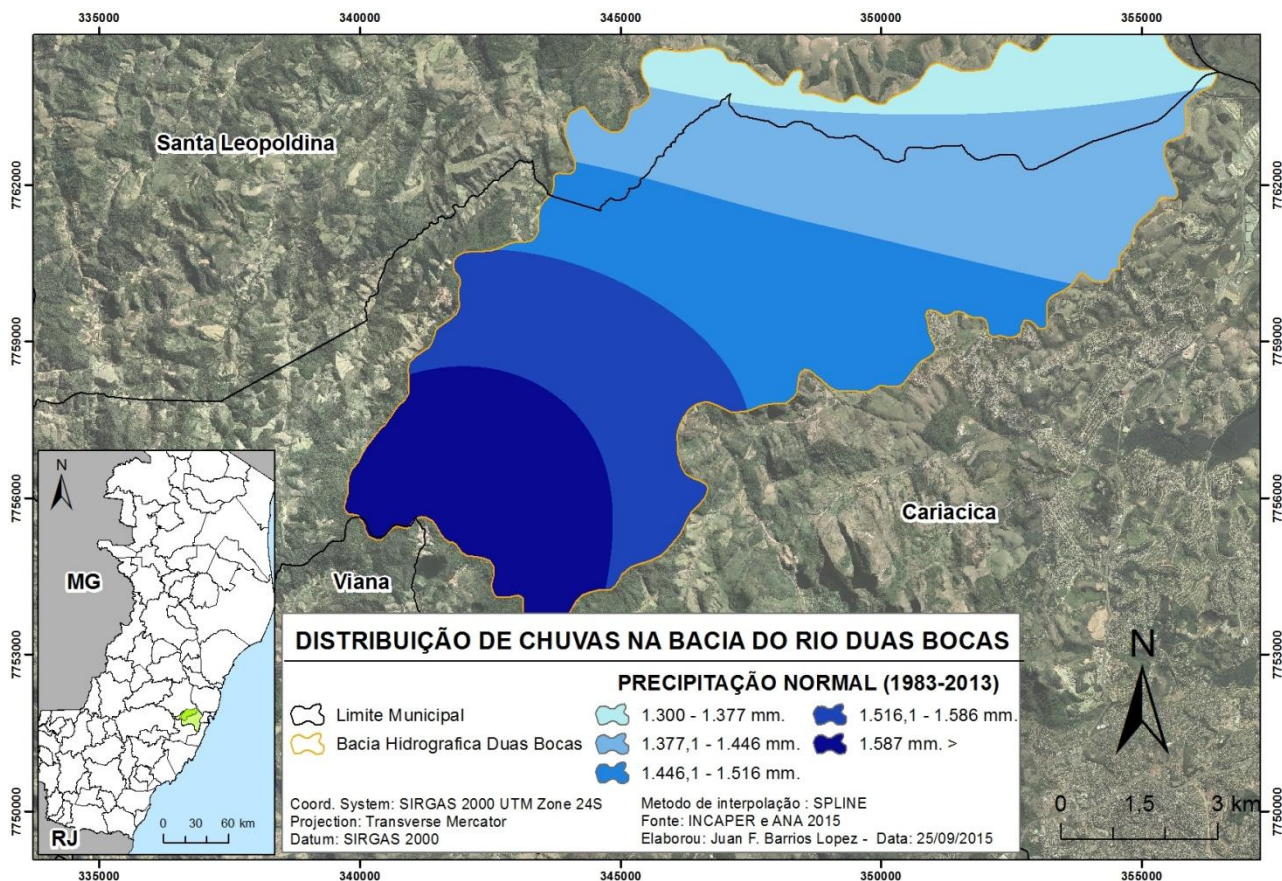 335000 340000 345000 350000 355000
Santa Leopoldina
7762000 7762000
7759000 7759000
7756000 7756000
Cariacica
Viana
7753000 7753000
7750000 7750000
N
MG
RJ
0 30 60 km
DISTRIBUIÇÃO DE CHUVAS NA BACIA DO RIO DUAS BOCAS
PRECIPITAÇÃO NORMAL (1983-2013)
Limite Municipal
Bacia Hidrografica Duas Bocas
1.300 - 1.377 mm.
1.377,1 - 1.446 mm.
1.446,1 - 1.516 mm.
1.516,1 - 1.586 mm.
1.587 mm. >
Coord. System: SIRGAS 2000 UTM Zone 24S
Projection: Transverse Mercator
Datum: SIRGAS 2000
Metodo de interpolação : SPLINE
Fonte: INCAPER e ANA 2015
Elaborou: Juan F. Barrios Lopez - Data: 25/09/2015
N
0 1.5 3 km
335000 340000 345000 350000 355000